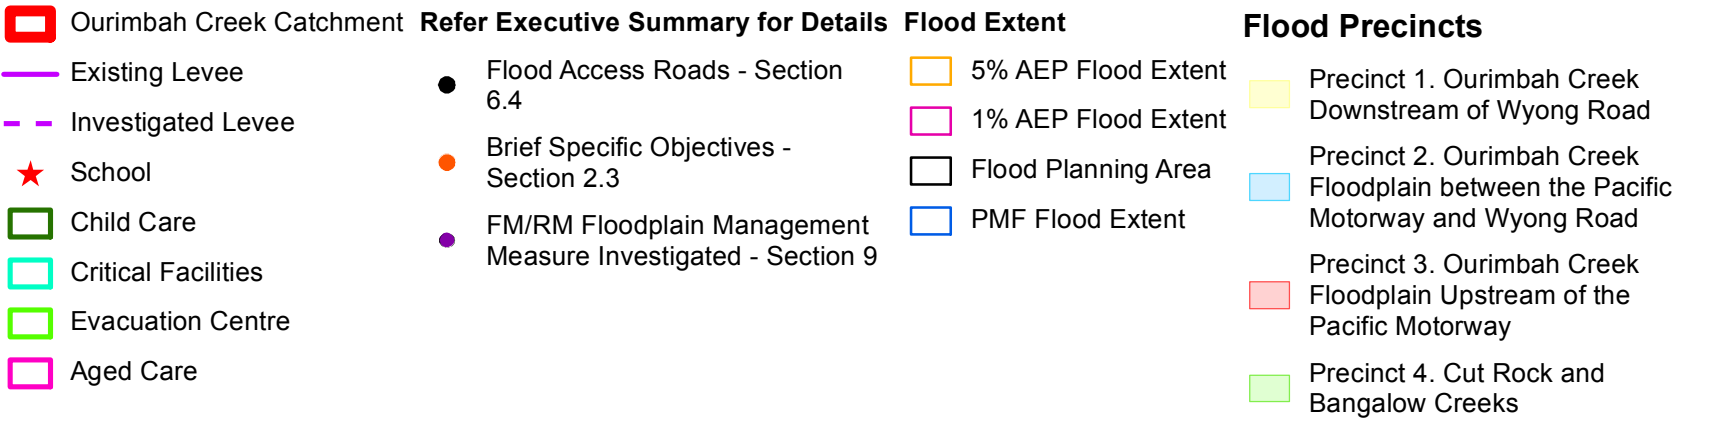 Ourimbah Creek Catchment
Existing Levee
Investigated Levee
School
Child Care
Critical Facilities
Evacuation Centre
Aged Care
Refer Executive Summary for Details
Flood Access Roads - Section
6.4
Brief Specific Objectives -
Section 2.3
FM/RM Floodplain Management
Measure Investigated - Section 9
Flood Extent
5% AEP Flood Extent
1% AEP Flood Extent
Flood Planning Area
PMF Flood Extent
Flood Precincts
Precinct 1. Ourimbah Creek
Downstream of Wyong Road
Precinct 2. Ourimbah Creek
Floodplain between the Pacific
Motorway and Wyong Road
Precinct 3. Ourimbah Creek
Floodplain Upstream of the
Pacific Motorway
Precinct 4. Cut Rock and
Bangalow Creeks